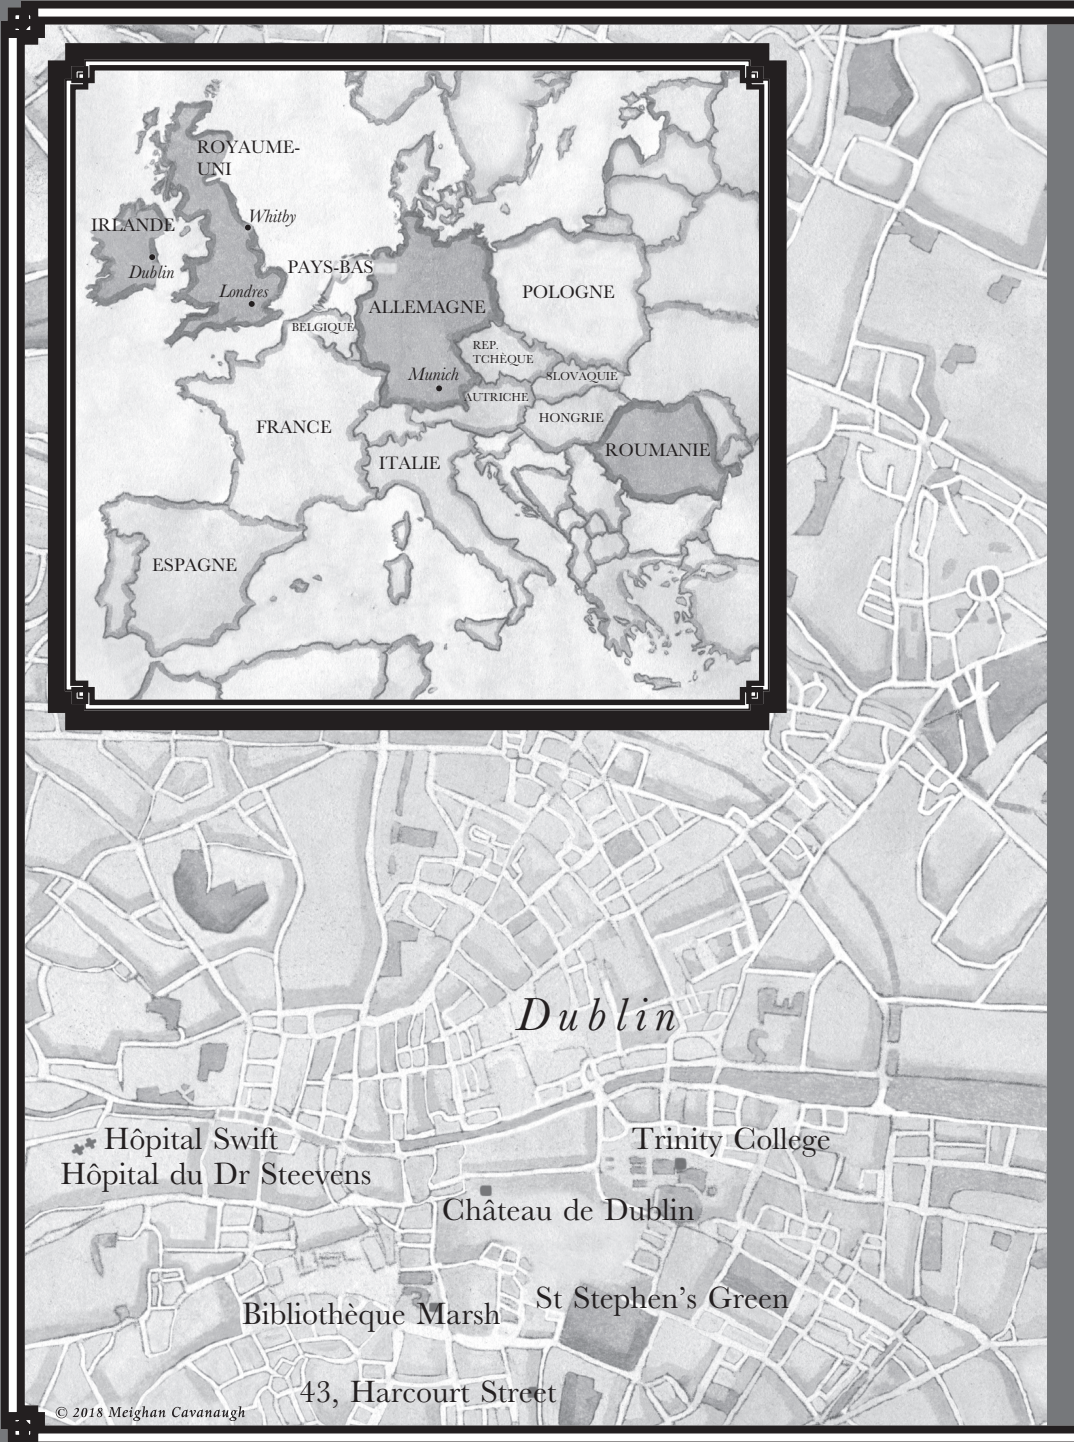 ROYAUME-
UNI
IRLANDE
Whitby
Dublin
Londres
PAYS-BAS
BELGIQUE
ALLEMAGNE
POLOGNE
REP.
TCHÈQUE
SLOVAQUIE
Munich
AUTRICHE
HONGRIE
FRANCE
ITALIE
ROUMANIE
ESPAGNE
Dublin
Hôpital Swift
Hôpital du Dr Steevens
Trinity College
Château de Dublin
St Stephen’s Green
Bibliothèque Marsh
43, Harcourt Street
© 2018 Meighan Cavanaugh